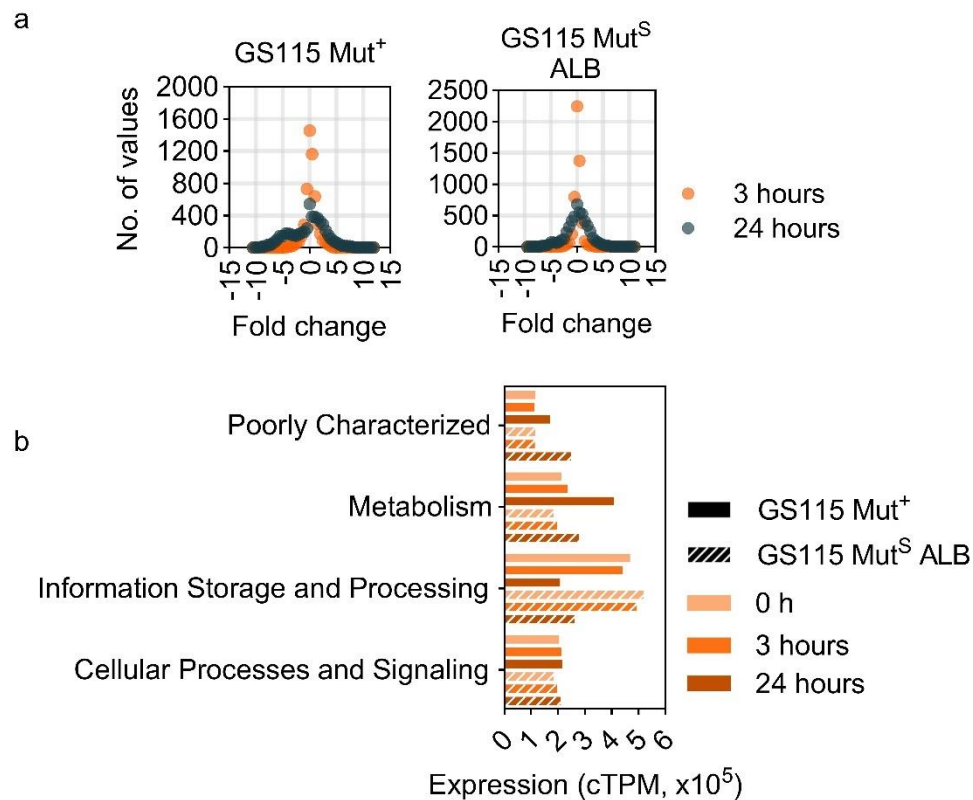 a
GS115 Mut⁺
GS115 Mutˢ
ALB
2000
1600
1200
800
400
0
No. of values
-15
-10
-5
0
5
10
15
Fold change
2500
2000
1500
1000
500
0
-15
-10
-5
0
5
10
15
Fold change
3 hours
24 hours
b
Poorly Characterized
Metabolism
Information Storage and Processing
Cellular Processes and Signaling
0 1 2 3 4 5 6
Expression (cTPM, x10⁵)
GS115 Mut⁺
GS115 Mutˢ ALB
0 h
3 hours
24 hours